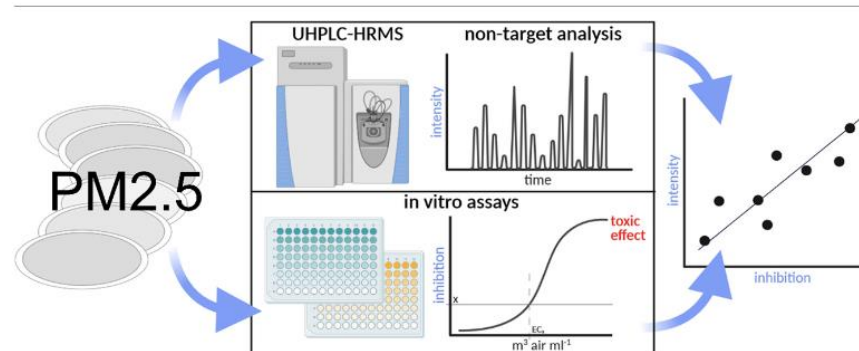 PM2.5
UHPLC-HRMS
non-target analysis
intensity
time
in vitro assays
inhibition
x
toxic
effect
ECₓ
m³ air ml⁻¹
intensity
inhibition